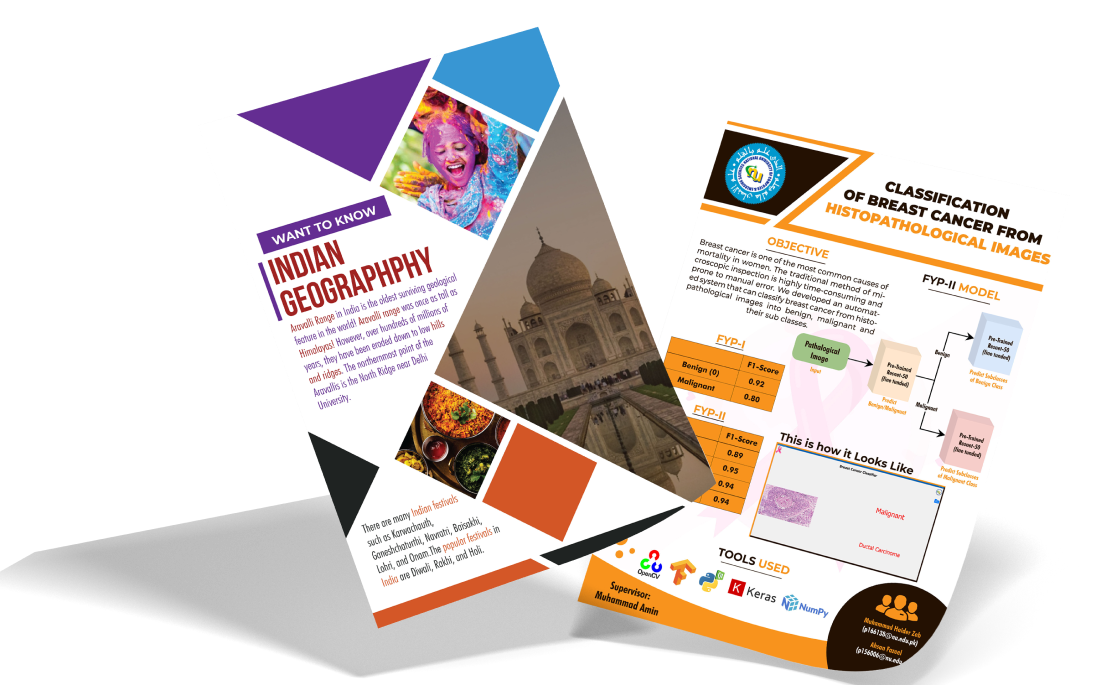 WANT TO KNOW
INDIAN
GEOGRAPHPHY
Aravalli Range in India is the oldest surviving geological
feature in the world! Aravalli range was once as tall as
Himalayas! However, over hundreds of millions of
years, they have been eroded down to low hills
and ridges. The northernmost point of the
Aravallis is the North Ridge near Delhi
University.
There are many Indian festivals
such as Karwachauth,
Ganeshchaturthi, Navratri, Baisakhi,
Lohri, and Onam.The popular festivals in
India are Diwali, Rakhi, and Holi.
CLASSIFICATION
OF BREAST CANCER FROM
HISTOPATHOLOGICAL IMAGES
OBJECTIVE
Breast cancer is one of the most common causes of
mortality in women. The traditional method of mi-
croscopic inspection is highly time-consuming and
prone to manual error. We developed an automat-
ed system that can classify breast cancer from histo-
pathological images into benign, malignant and
their sub classes.
FYP-I
F1-Score
Benign (0) 0.92
Malignant 0.80
FYP-II
F1-Score
0.89
0.95
0.94
0.94
FYP-II MODEL
Pathological
Image
Input
Pre-Trained
Resnet-50
(fine tunded)
Predict
Benign/Malignant
Benign
Malignant
Pre-Trained
Resnet-50
(fine tunded)
Predict Subclasses
of Benign Class
Pre-Trained
Resnet-50
(fine tunded)
Predict Subclasses
of Malignant Class
This is how it Looks Like
Breast Cancer Classifier
Malignant
Ductal Carcinoma
TOOLS USED
OpenCV
Keras
NumPy
Supervisor:
Muhammad Amin
Muhammad Haider Zeb
(p166138@nu.edu.pk)
Ahsan
(p156006@nu.edu.